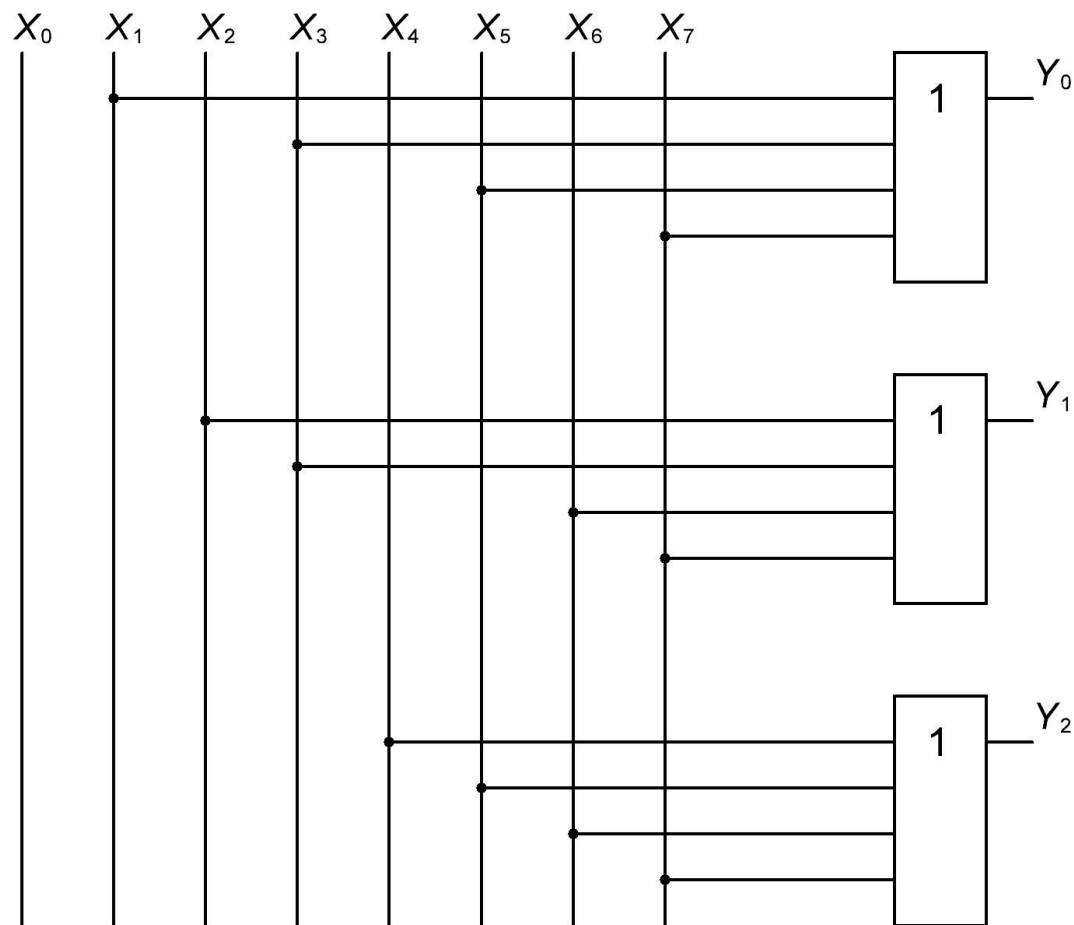 X₀ X₁ X₂ X₃ X₄ X₅ X₆ X₇
1 Y₀
1 Y₁
1 Y₂